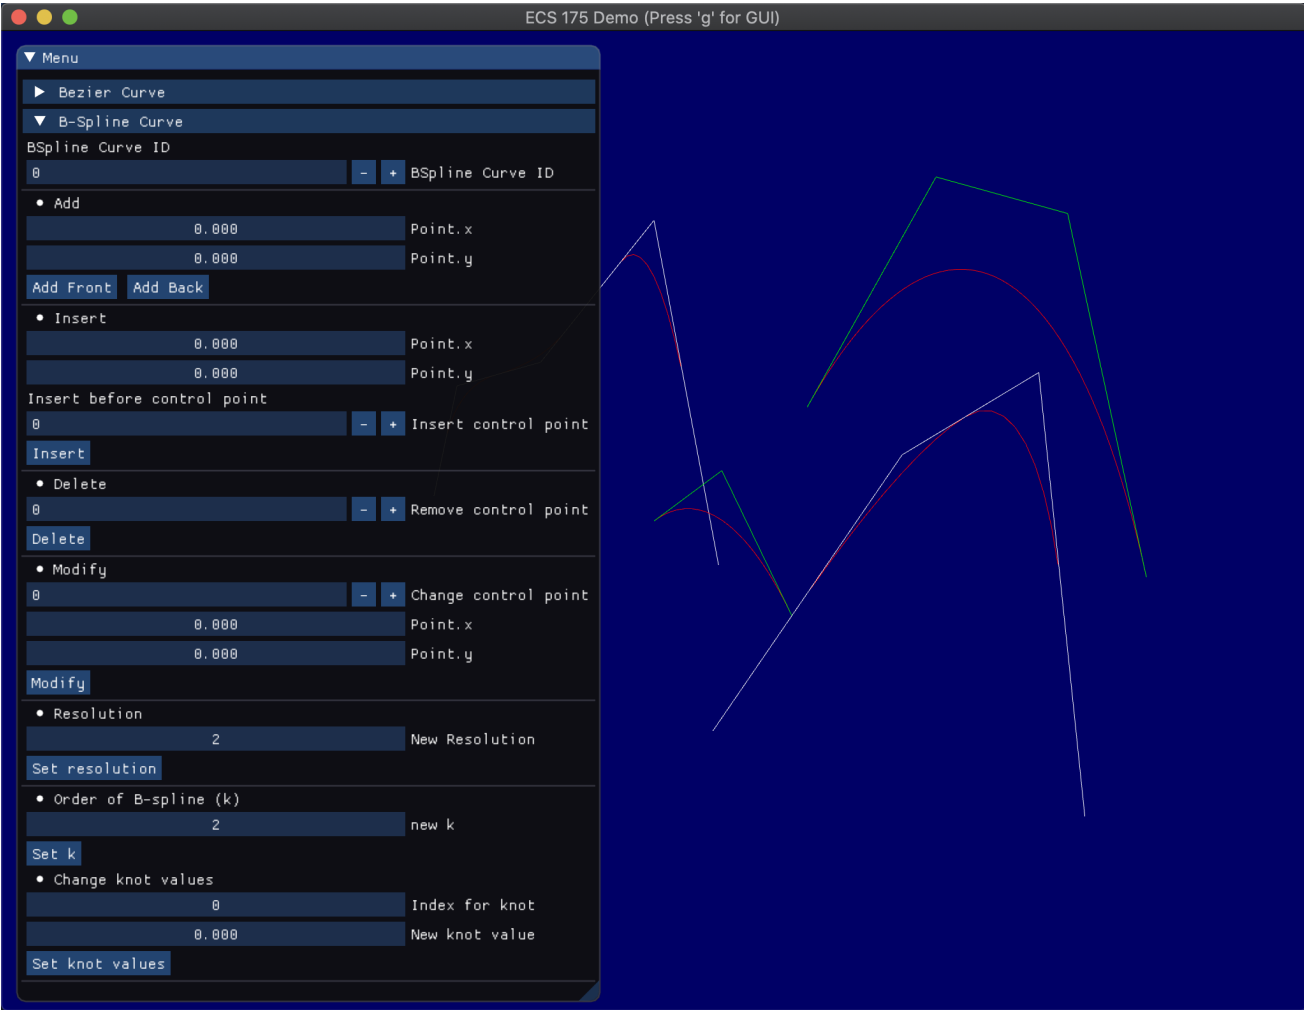 ECS 175 Demo (Press 'g' for GUI)
Menu
Bezier Curve
B-Spline Curve
BSpline Curve ID
0 - + BSpline Curve ID
Add
0.000 Point.x
0.000 Point.y
Add Front Add Back
Insert
0.000 Point.x
0.000 Point.y
Insert before control point
0 - + Insert control point
Insert
Delete
0 - + Remove control point
Delete
Modify
0 - + Change control point
0.000 Point.x
0.000 Point.y
Modify
Resolution
2 New Resolution
Set resolution
Order of B-spline (k)
2 new k
Set k
Change knot values
0 Index for knot
0.000 New knot value
Set knot values